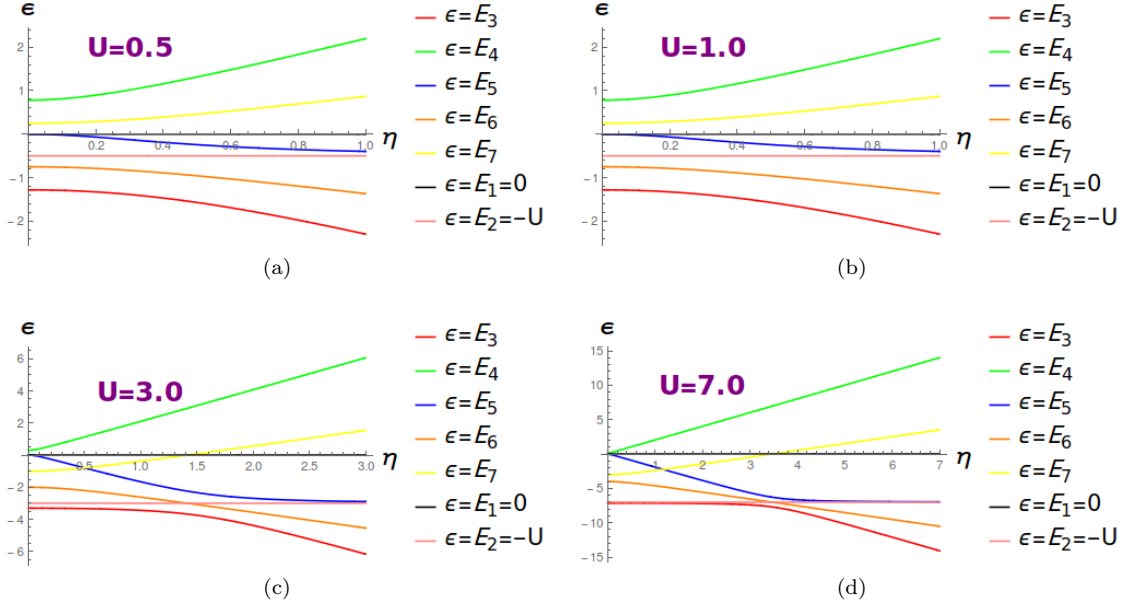 ϵ
U=0.5
2
1
-1
-2
0.2 0.4 0.6 0.8 1.0 η
ϵ=E3
ϵ=E4
ϵ=E5
ϵ=E6
ϵ=E7
ϵ=E1=0
ϵ=E2=-U
(a)
ϵ
U=1.0
2
1
-1
-2
0.2 0.4 0.6 0.8 1.0 η
ϵ=E3
ϵ=E4
ϵ=E5
ϵ=E6
ϵ=E7
ϵ=E1=0
ϵ=E2=-U
(b)
ϵ
U=3.0
6
4
2
-2
-4
-6
0.5 1.0 1.5 2.0 2.5 3.0 η
ϵ=E3
ϵ=E4
ϵ=E5
ϵ=E6
ϵ=E7
ϵ=E1=0
ϵ=E2=-U
(c)
ϵ
U=7.0
15
10
5
-5
-10
-15
1 2 3 4 5 6 7 η
ϵ=E3
ϵ=E4
ϵ=E5
ϵ=E6
ϵ=E7
ϵ=E1=0
ϵ=E2=-U
(d)